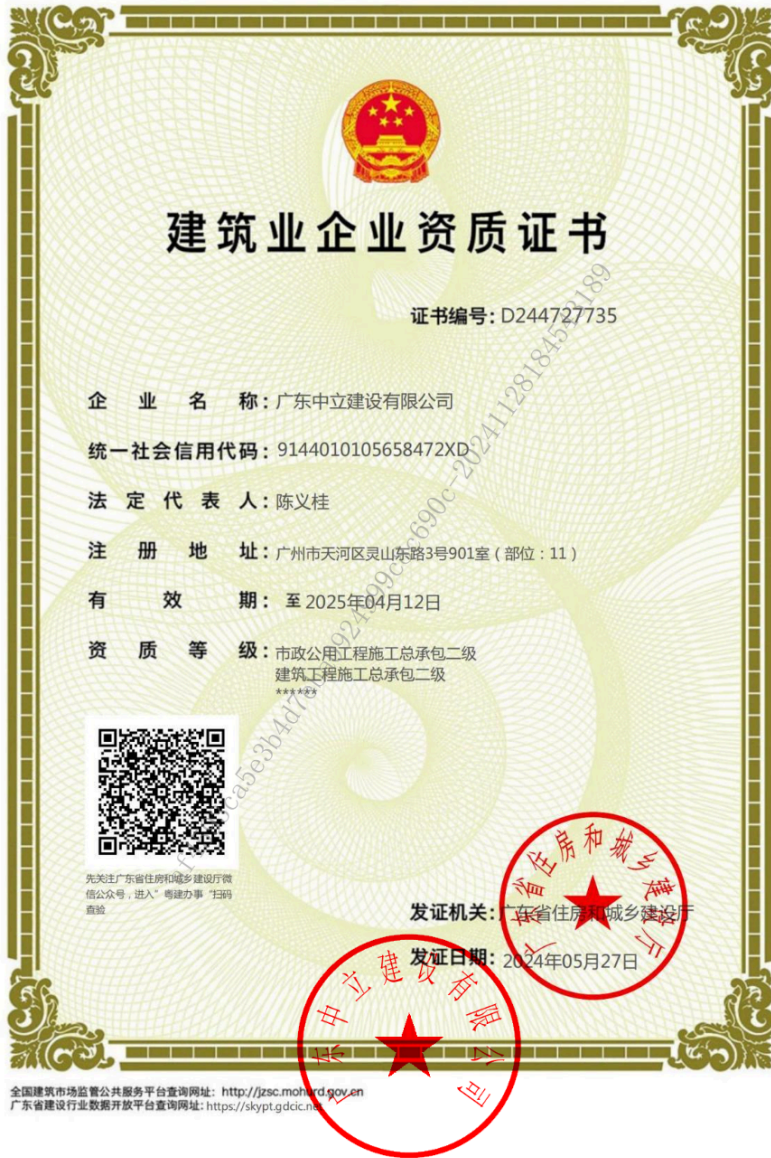 建筑业企业资质证书
证书编号：D244727735
企业名称：广东中立建设有限公司
统一社会信用代码：9144010105658472XD
法定代表人：陈义桂
注册地址：广州市天河区灵山东路3号901室（部位：11）
有效期：至 2025年04月12日
资质等级：市政公用工程施工总承包二级
建筑工程施工总承包二级
******
先关注广东省住房和城乡建设厅微
信公众号，进入“粤建办事”扫码
查验
广东省住房和城乡建设厅
发证机关：广东省住房和城乡建设厅
发证日期：2024年05月27日
广东中立建设有限公司
全国建筑市场监管公共服务平台查询网址：http://jzsc.mohurd.gov.cn
广东省建设行业数据开放平台查询网址：https://skypt.gdcic.net